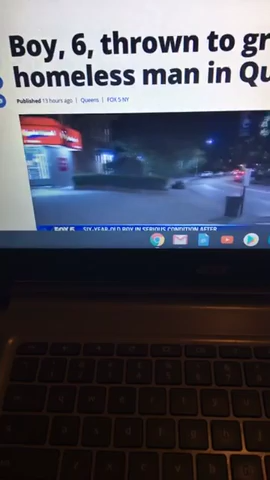 Boy, 6, thrown to gr
homeless man in Qu
Published 13 hours ago | Queens | FOX 5 NY
SIX-YEAR-OLD BOY IN SERIOUS CONDITION AFTER